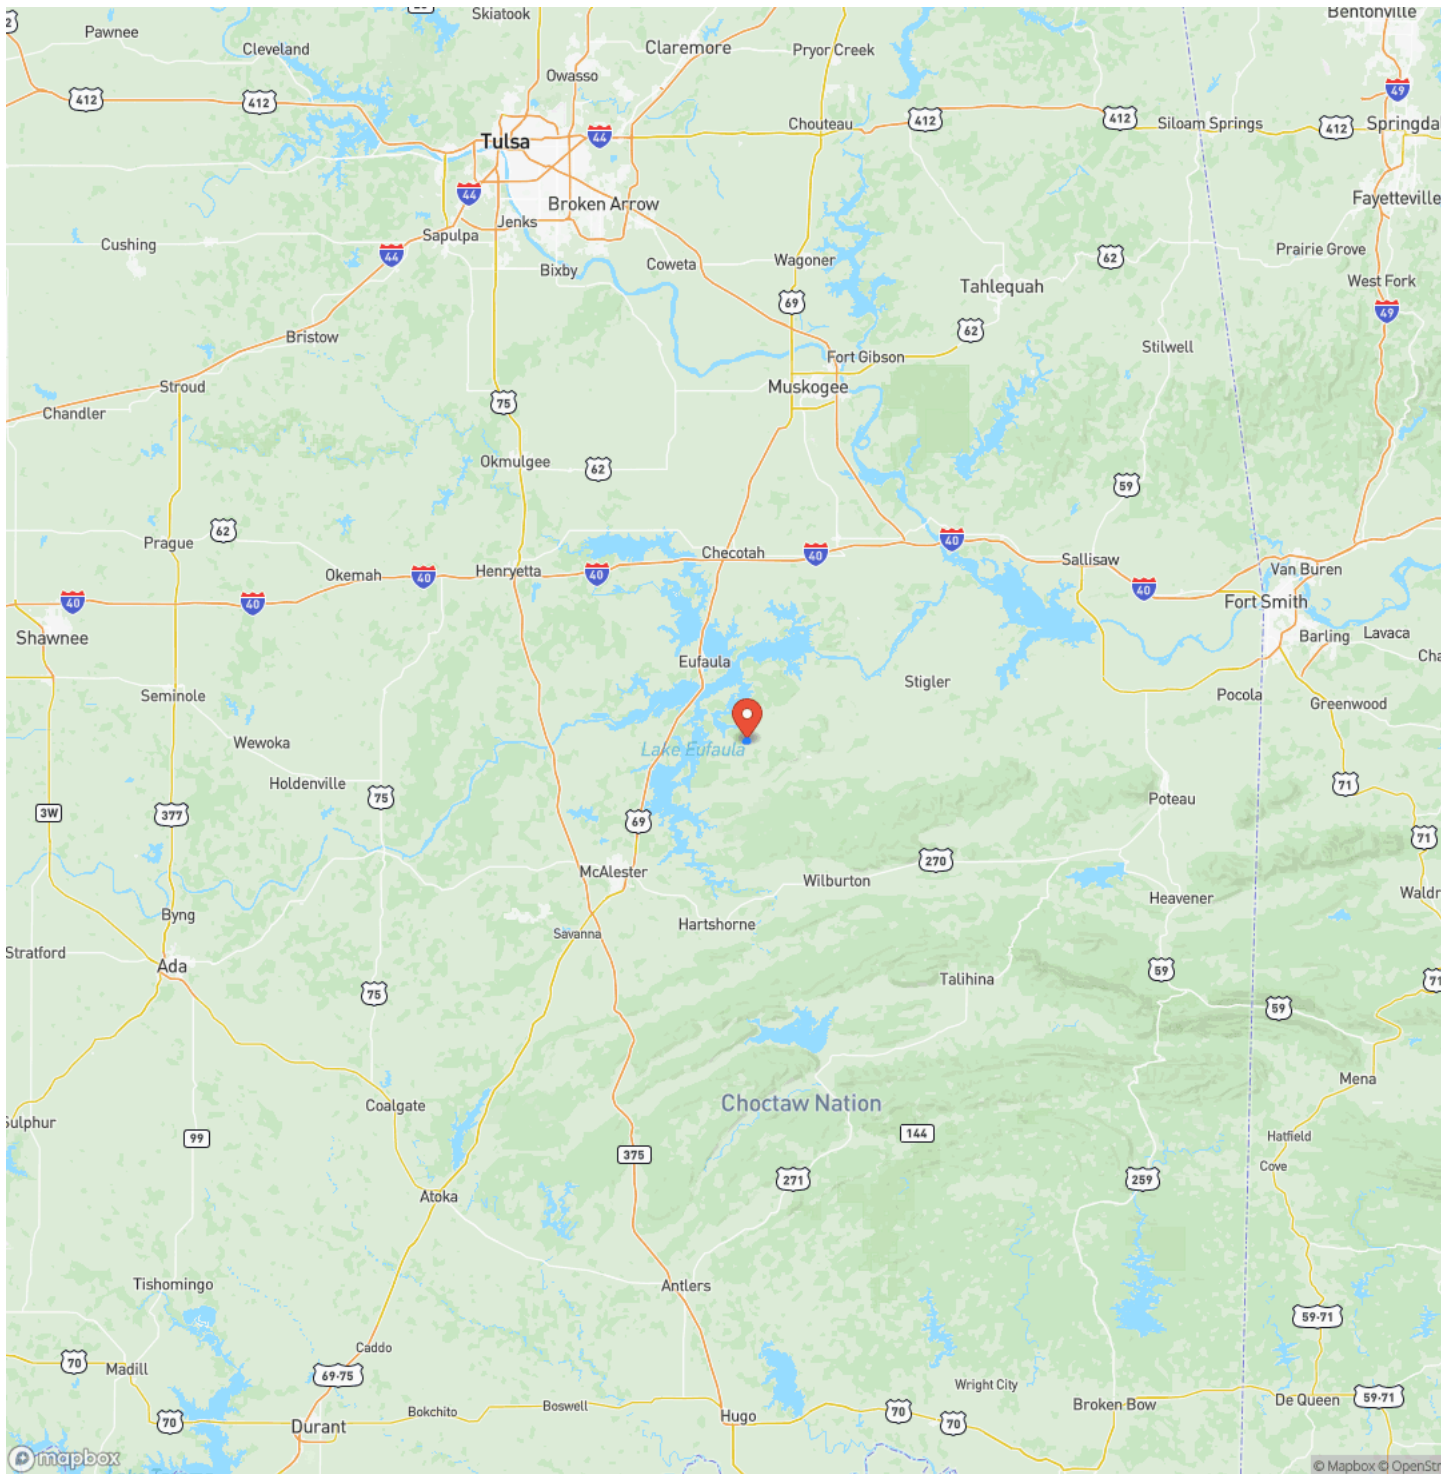 Skiatook
Bentonville
Pawnee
Cleveland
Claremore
Pryor Creek
Owasso
412
412
49
412
412
Chouteau
Siloam Springs
412
Springda
Tulsa
44
44
Broken Arrow
Fayetteville
Jenks
Sapulpa
Cushing
44
Bixby
Coweta
Wagoner
62
Prairie Grove
Tahlequah
West Fork
69
49
62
Bristow
Stilwell
Fort Gibson
Stroud
Muskogee
Chandler
75
Okmulgee
62
59
62
Prague
Checotah
40
40
Sallisaw
Okemah
40
Henryetta
40
40
Van Buren
40
40
Fort Smith
Shawnee
Barling
Lavaca
Cha
Eufaula
Stigler
Seminole
Pocola
Greenwood
Wewoka
Lake Eufaula
Holdenville
75
71
Poteau
3W
377
69
71
McAlester
270
Wilburton
Heavener
Waldr
Byng
Hartshorne
Savanna
Stratford
Ada
59
Talihina
71
75
59
Mena
Choctaw Nation
Coalgate
Sulphur
99
144
Hatfield
375
Cove
271
259
Atoka
Tishomingo
Antlers
59-71
Caddo
70
Madill
69-75
Wright City
59-71
De Queen
Broken Bow
Boswell
Bokchito
Hugo
70
70
70
Durant
mapbox
© Mapbox © OpenStr